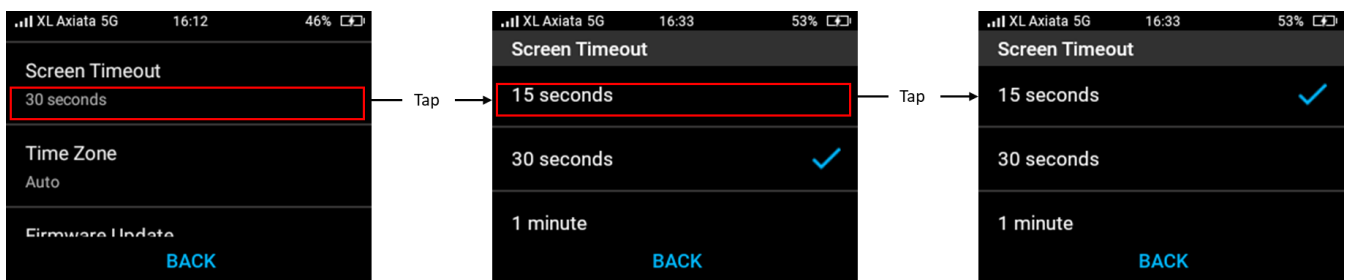 XL Axiata 5G 16:12 46%
Screen Timeout
30 seconds
Time Zone
Auto
Firmware Update
BACK
Tap
XL Axiata 5G 16:33 53%
Screen Timeout
15 seconds
30 seconds
1 minute
BACK
Tap
XL Axiata 5G 16:33 53%
Screen Timeout
15 seconds
30 seconds
1 minute
BACK